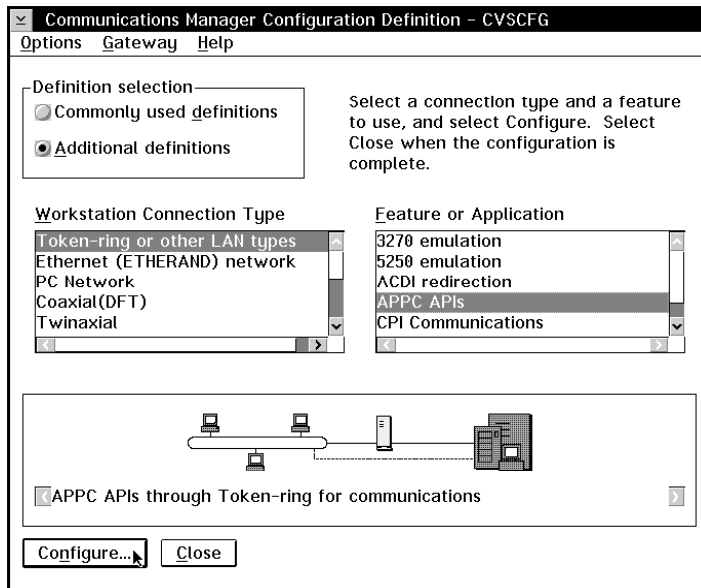 Communications Manager Configuration Definition - CVSCFG
Options Gateway Help
Definition selection
Commonly used definitions
Additional definitions
Select a connection type and a feature
to use, and select Configure. Select
Close when the configuration is
complete.
Workstation Connection Type
Token-ring or other LAN types
Ethernet (ETHERAND) network
PC Network
Coaxial(DFT)
Twinaxial
Feature or Application
3270 emulation
5250 emulation
ACDI redirection
APPC APIs
CPI Communications
APPC APIs through Token-ring for communications
Configure...
Close